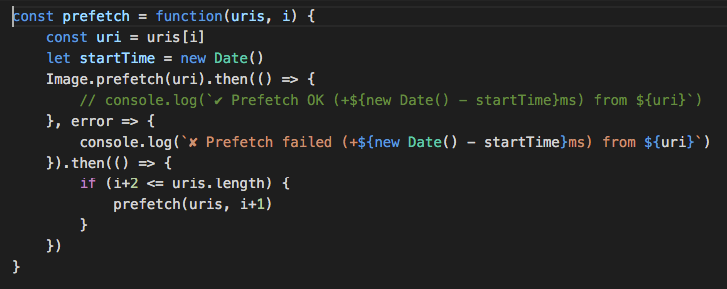 const prefetch = function(uris, i) {
    const uri = uris[i]
    let startTime = new Date()
    Image.prefetch(uri).then(() => {
        // console.log(`✔ Prefetch OK (+${new Date() - startTime}ms) from ${uri}`)
    }, error => {
        console.log(`✘ Prefetch failed (+${new Date() - startTime}ms) from ${uri}`)
    }).then(() => {
        if (i+2 <= uris.length) {
            prefetch(uris, i+1)
        }
    })
}